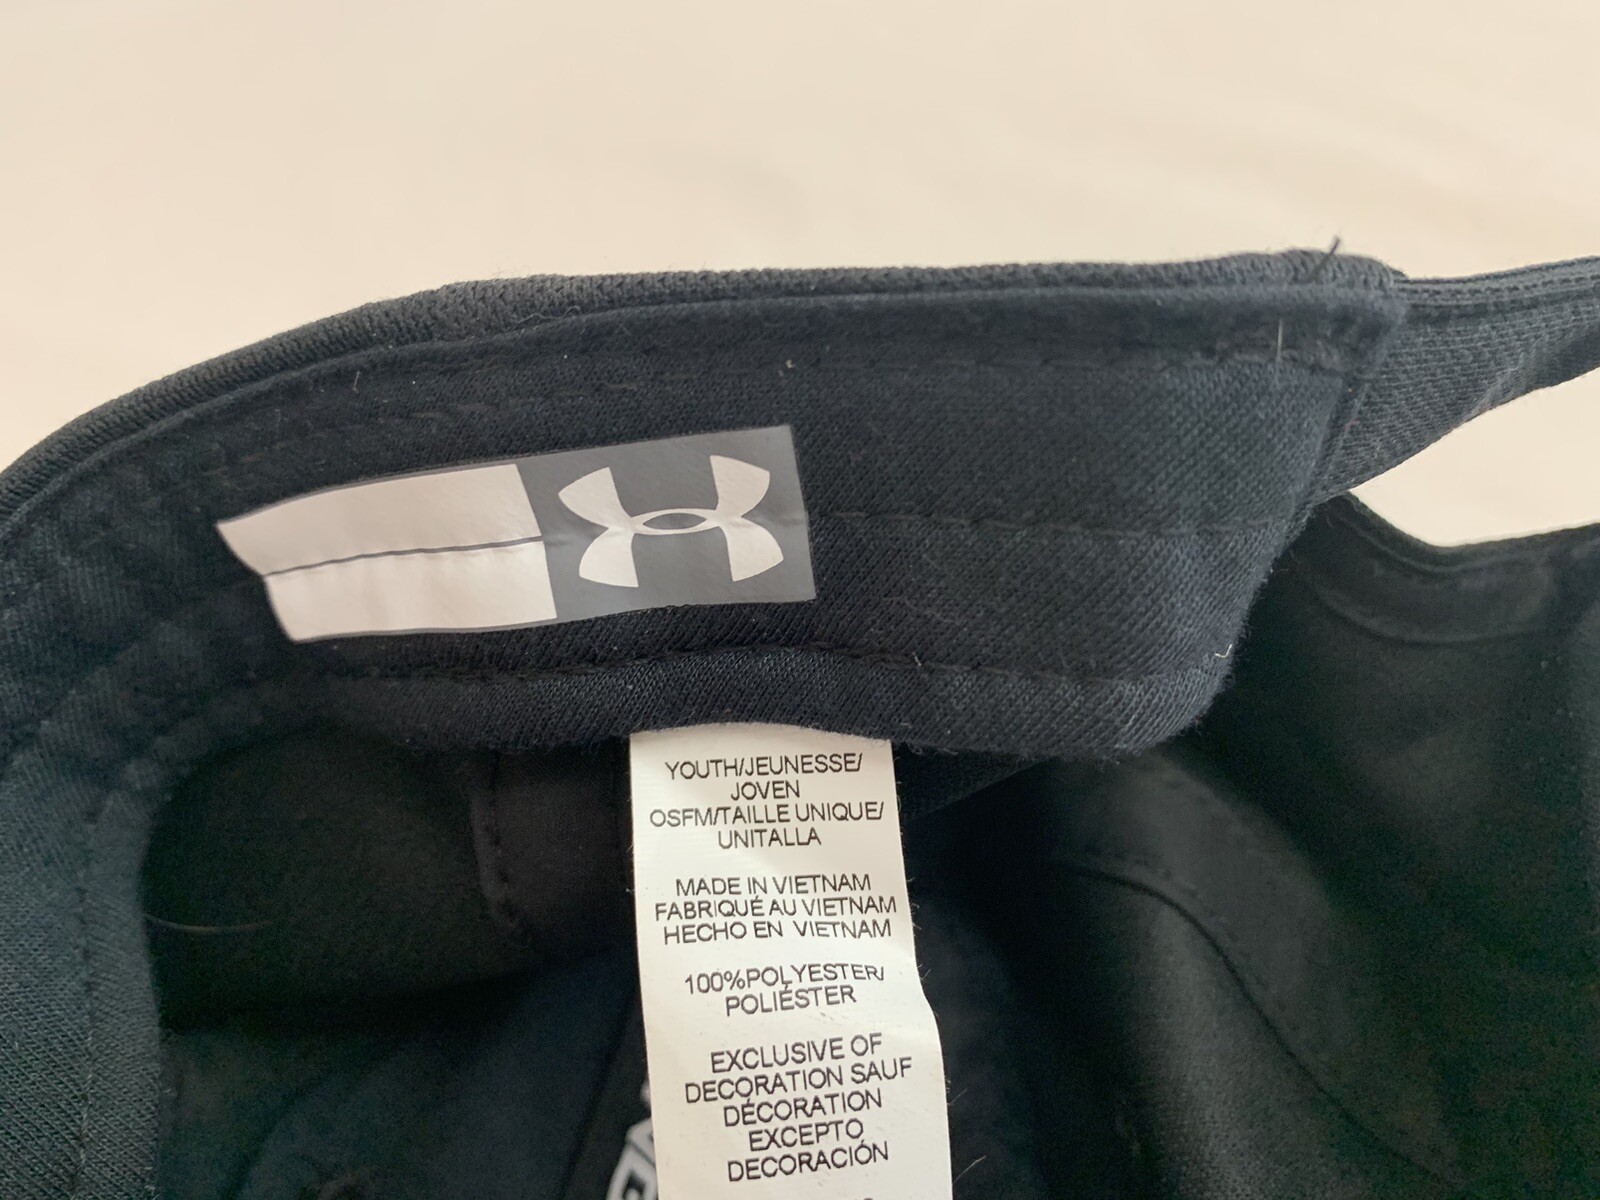 YOUTH/JEUNESSE/
JOVEN
OSFM/TAILLE UNIQUE/
UNITALLA
MADE IN VIETNAM
FABRIQUÉ AU VIETNAM
HECHO EN VIETNAM
100%POLYESTER/
POLIÉSTER
EXCLUSIVE OF
DECORATION SAUF
DÉCORATION
EXCEPTO
DECORACIÓN